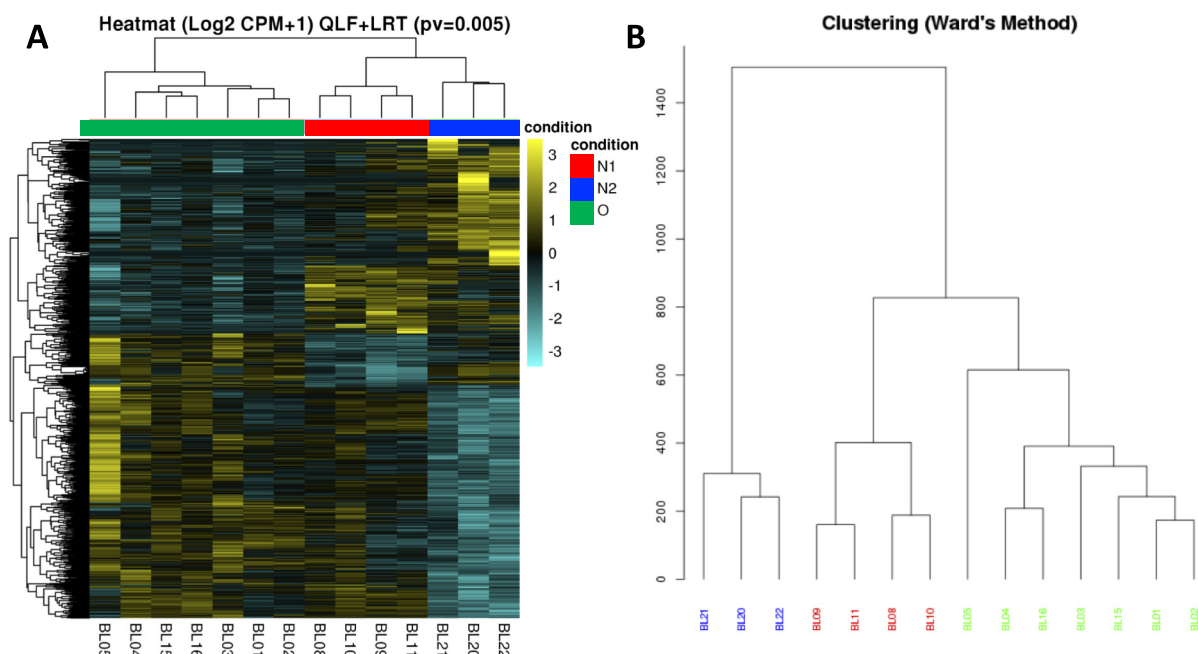 A
Heatmat (Log2 CPM+1) QLF+LRT (pv=0.005)
condition
condition
N1
N2
O
3
2
1
0
-1
-2
-3
BL05
BL04
BL15
BL16
BL03
BL01
BL02
BL08
BL10
BL09
BL11
BL21
BL20
BL22
B
Clustering (Ward's Method)
1400
1200
1000
800
600
400
200
0
BL21
BL20
BL22
BL09
BL11
BL08
BL10
BL05
BL04
BL16
BL03
BL15
BL01
BL02